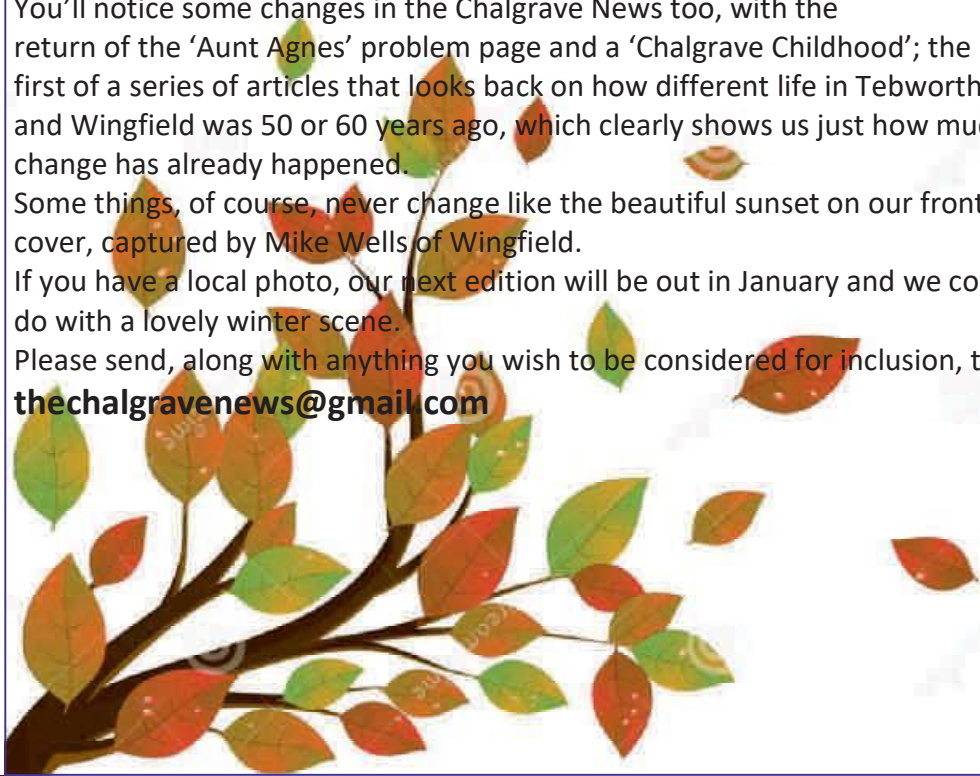 You'll notice some changes in the Chalgrave News too, with the
return of the ‘Aunt Agnes’ problem page and a ‘Chalgrave Childhood’; the
first of a series of articles that looks back on how different life in Tebworth
and Wingfield was 50 or 60 years ago, which clearly shows us just how
change has already happened.
Some things, of course, never change like the beautiful sunset on our front
cover, captured by Mike Wells of Wingfield.
If you have a local photo, our next edition will be out in January and we
do with a lovely winter scene.
Please send, along with anything you wish to be considered for inclusion,
thechalgravenews@gmail.com